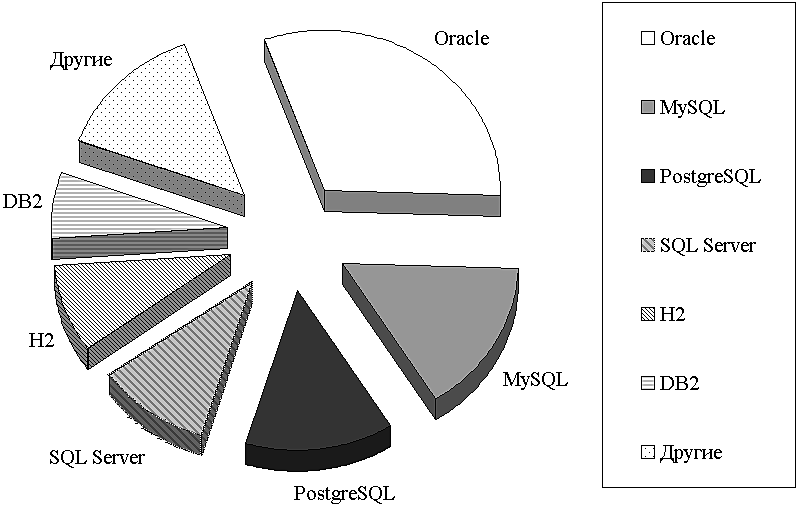 Oracle
Другие
DB2
H2
SQL Server
PostgreSQL
MySQL
Oracle
MySQL
PostgreSQL
SQL Server
H2
DB2
Другие